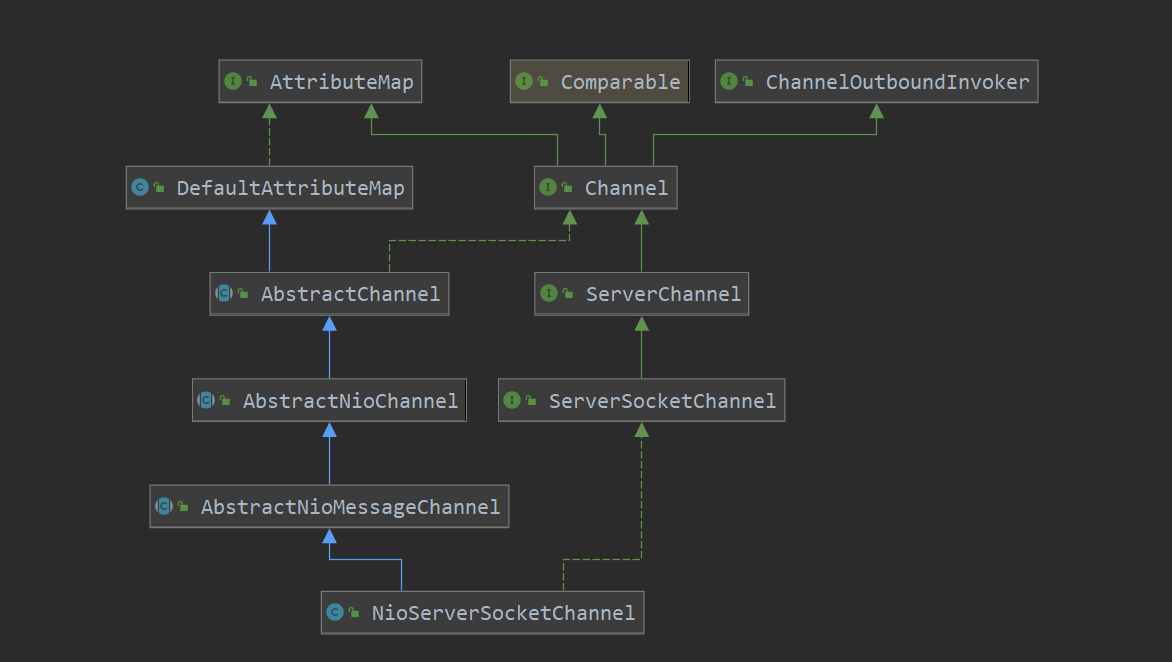 AttributeMap
Comparable
ChannelOutboundInvoker
DefaultAttributeMap
Channel
AbstractChannel
ServerChannel
AbstractNioChannel
ServerSocketChannel
AbstractNioMessageChannel
NioServerSocketChannel